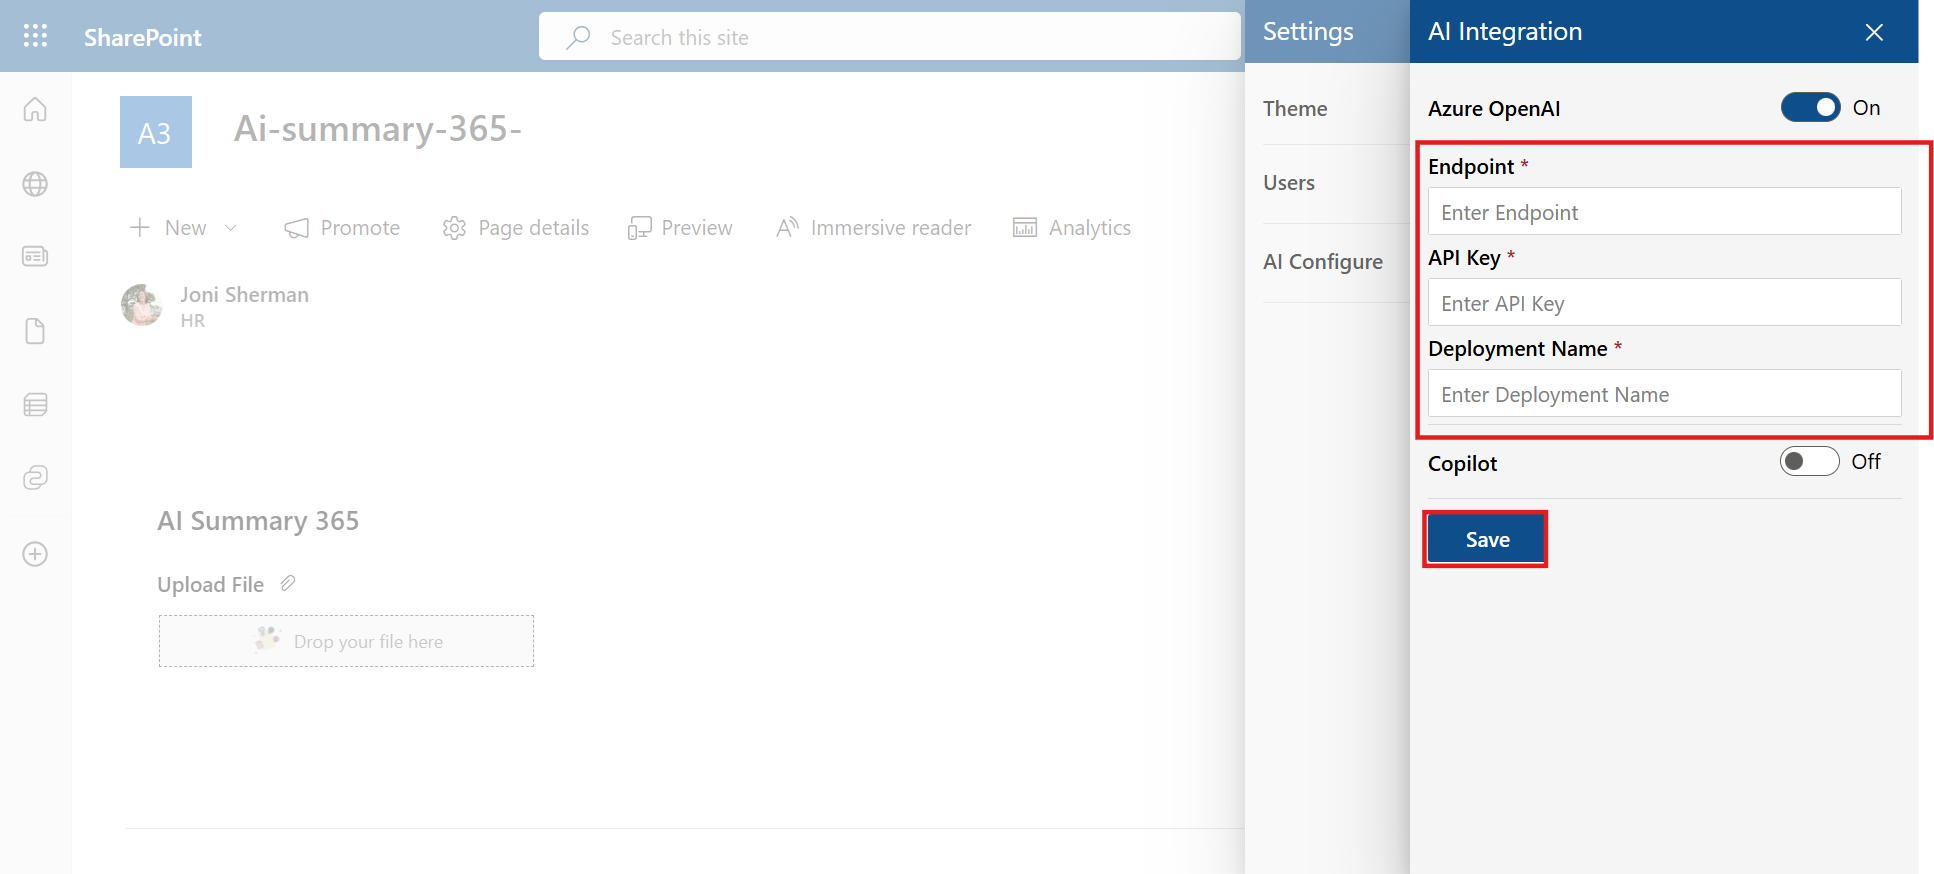 SharePoint
Search this site
Settings
AI Integration
A3
Ai-summary-365-
Theme
Azure OpenAI
On
Endpoint *
Enter Endpoint
Users
New
Promote
Page details
Preview
Immersive reader
Analytics
API Key *
Enter API Key
AI Configure
Joni Sherman
HR
Deployment Name *
Enter Deployment Name
Copilot
Off
AI Summary 365
Save
Upload File
Drop your file here